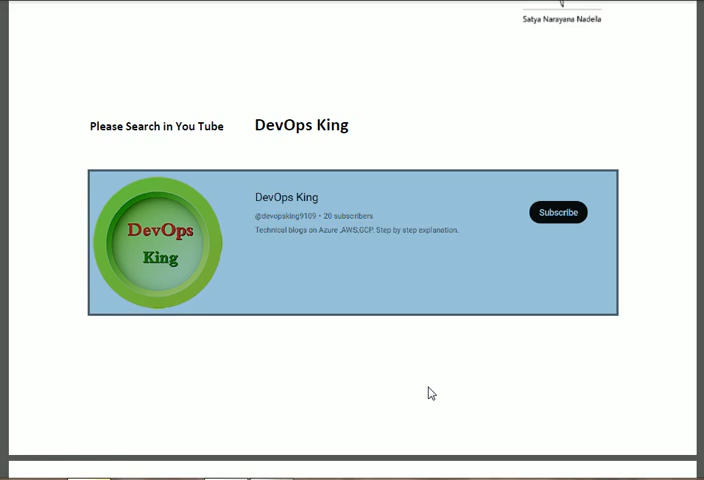 Satya Narayana Nadella
Please Search in You Tube DevOps King
DevOps King
@devopsking9109 • 20 subscribers
Technical blogs on Azure ,AWS,GCP. Step by step explanation.
Subscribe
DevOps
King